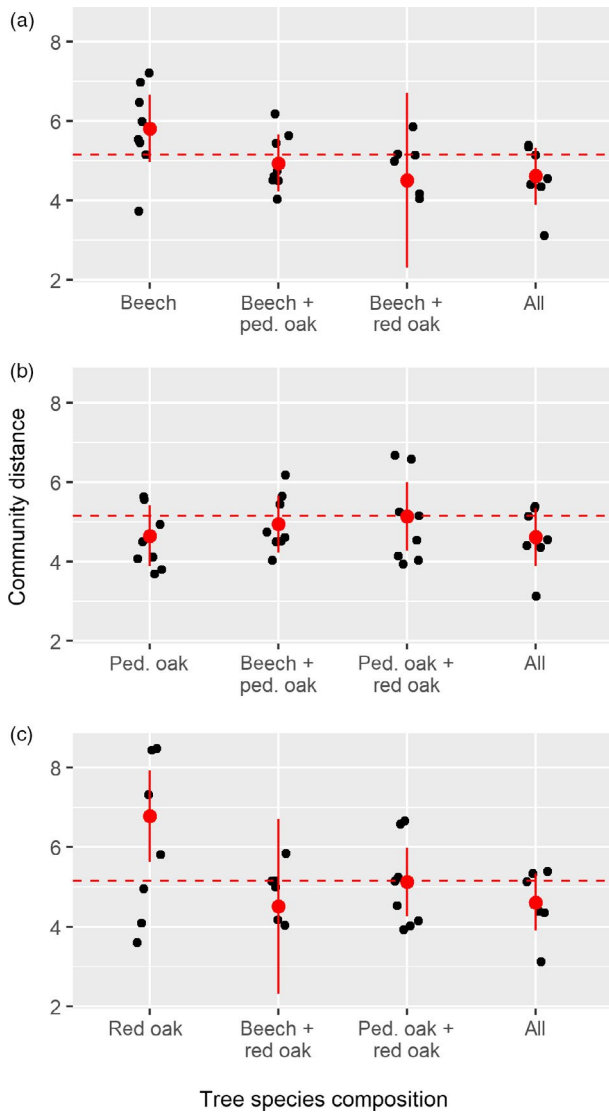 (a)
8
6
4
2
Beech
Beech +
ped. oak
Beech +
red oak
All
(b)
8
6
4
2
Ped. oak
Beech +
ped. oak
Ped. oak +
red oak
All
Community distance
(c)
8
6
4
2
Red oak
Beech +
red oak
Ped. oak +
red oak
All
Tree species composition